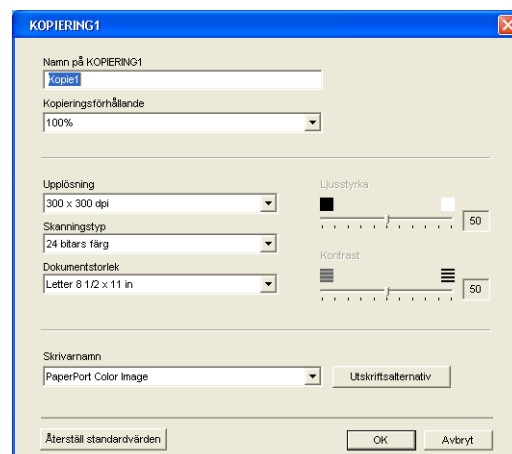 KOPIERING1
Namn på KOPIERING1
Kopie1
Kopieringsförhållande
100%
Upplösning
300 x 300 dpi
Skanningstyp
24 bitars färg
Dokumentstorlek
Letter 8 1/2 x 11 in
Ljusstyrka
50
Kontrast
50
Skrivarnamn
PaperPort Color Image
Utskriftsalternativ
Återställ standardvärden
OK
Avbryt